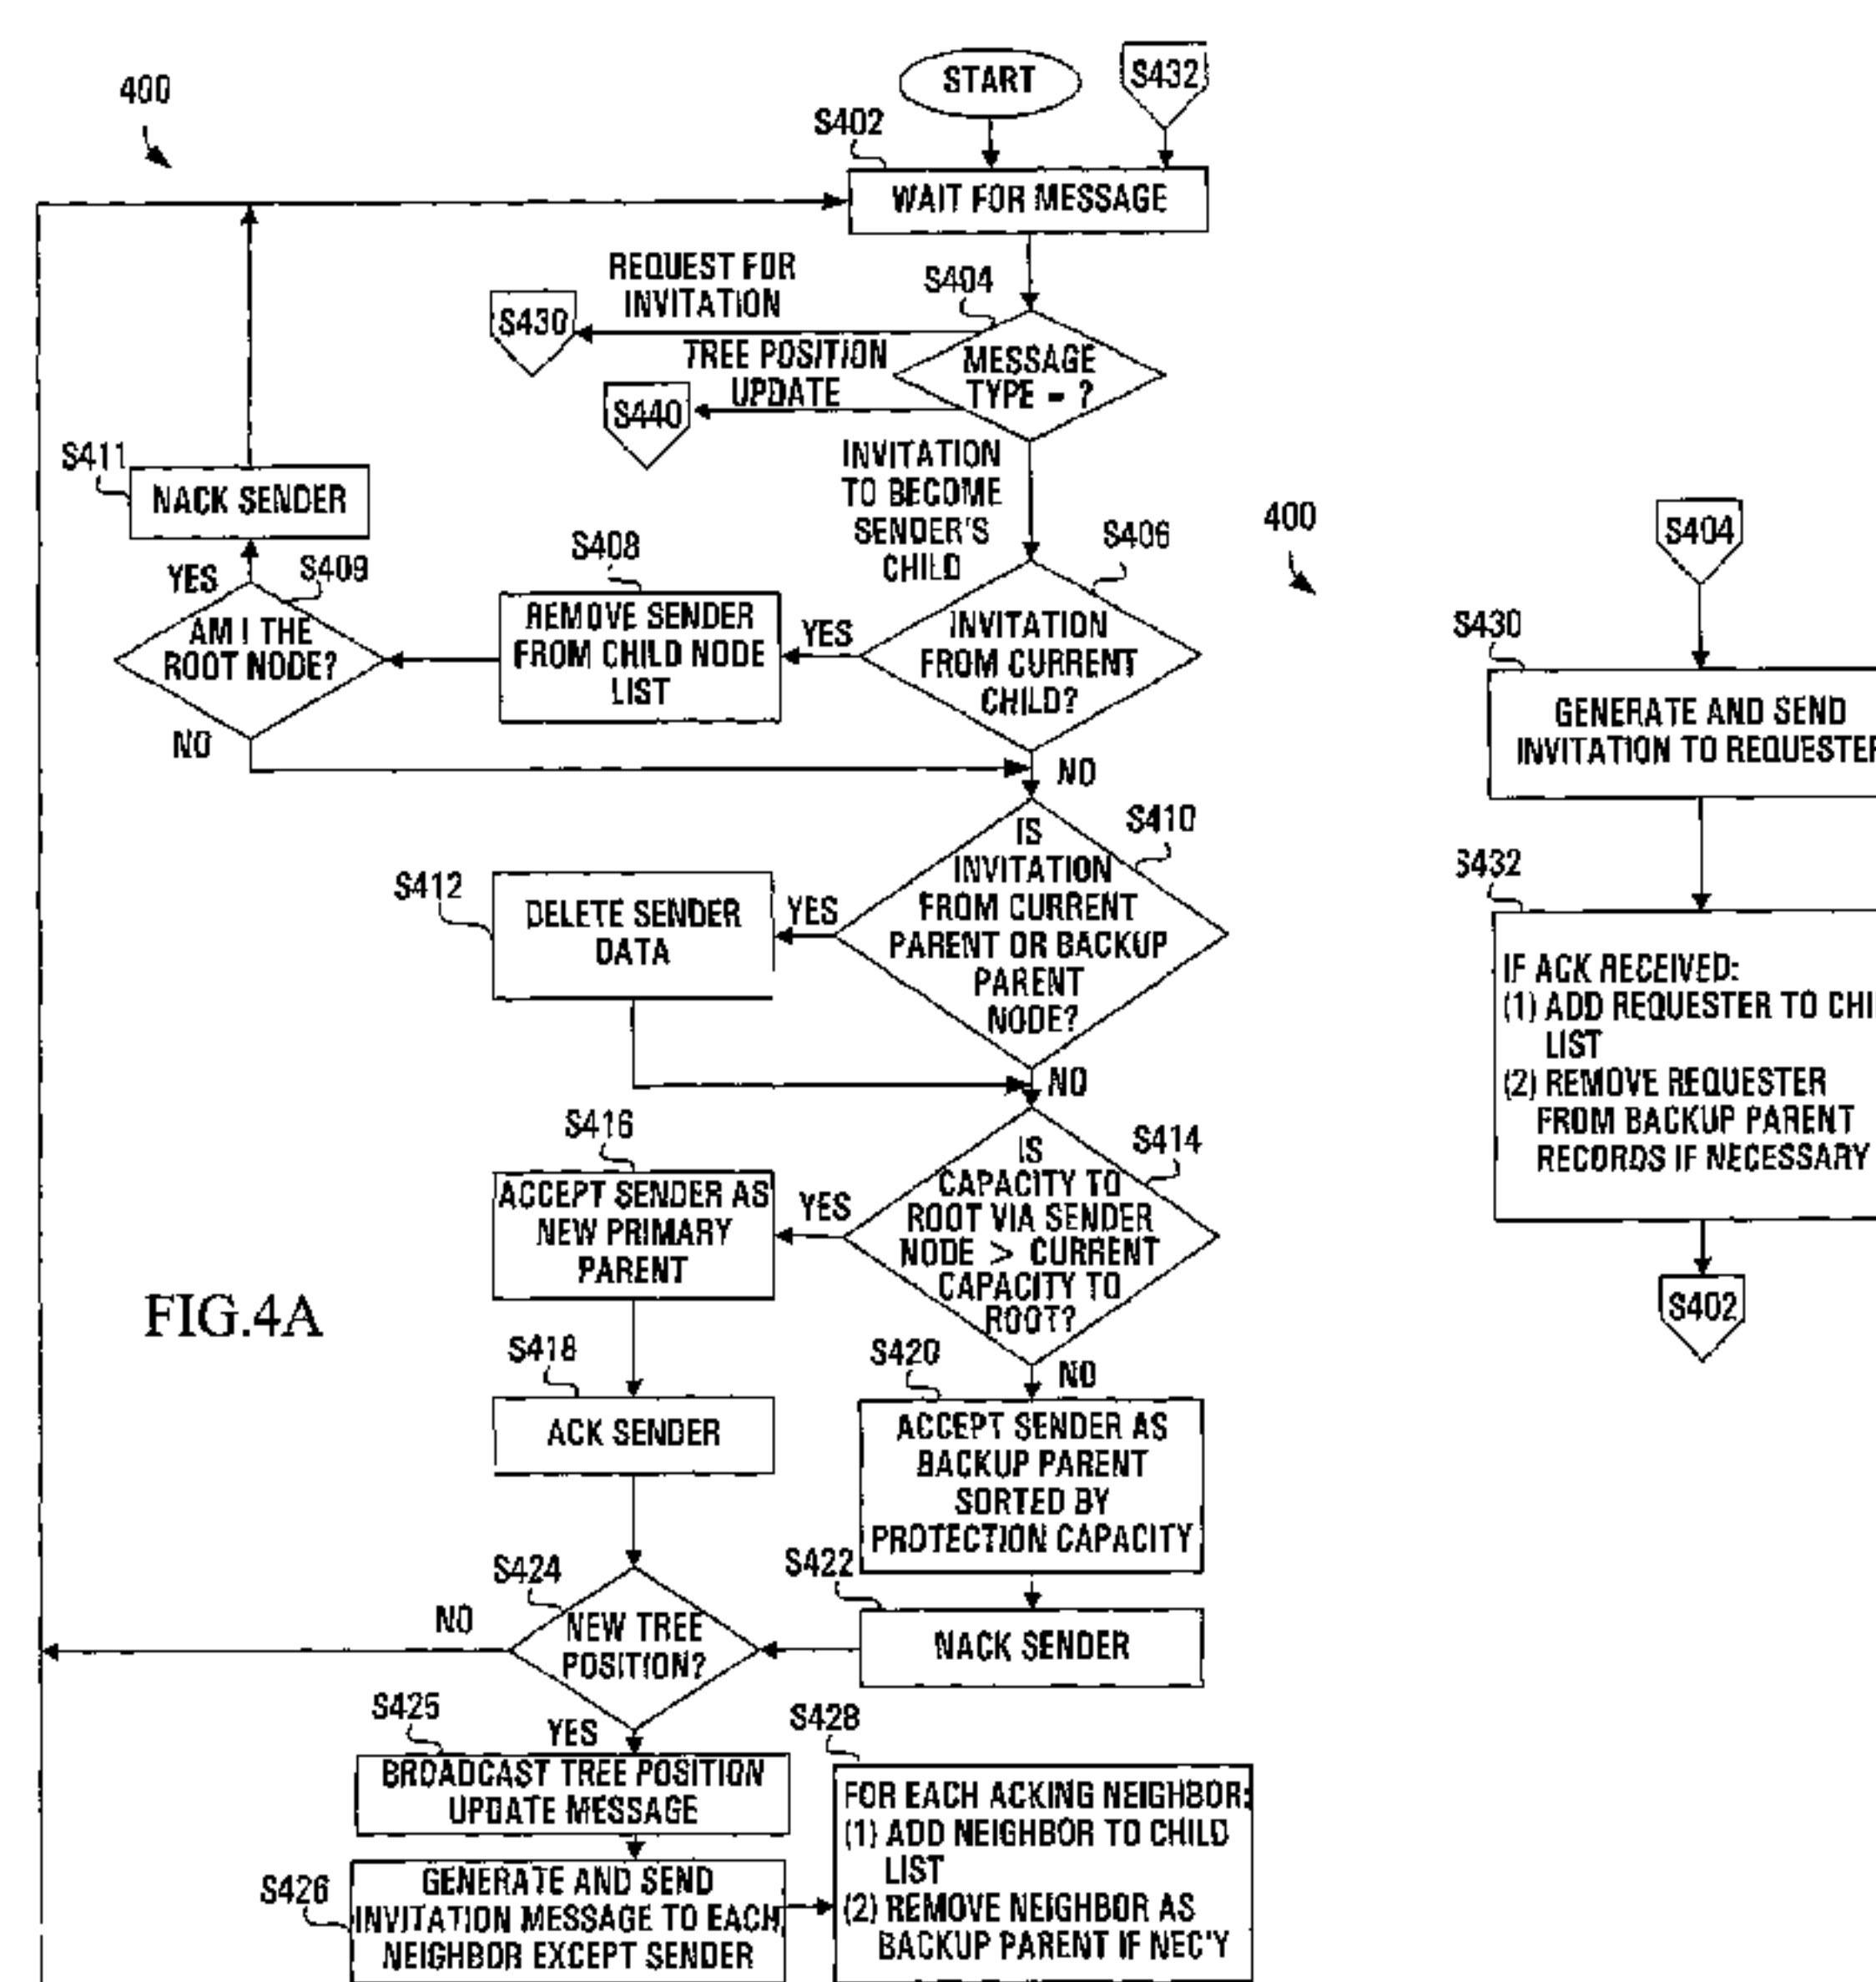 400
START
S432
S402
WAIT FOR MESSAGE
REQUEST FOR
INVITATION
S404
S430
MESSAGE
TYPE = ?
TREE POSITION
UPDATE
S440
INVITATION
TO BECOME
SENDER'S
CHILD
S411
NACK SENDER
YES
S409
AM I THE
ROOT NODE?
NO
S408
REMOVE SENDER
FROM CHILD NODE
LIST
YES
S406
INVITATION
FROM CURRENT
CHILD?
NO
S410
IS
INVITATION
FROM CURRENT
PARENT OR BACKUP
PARENT
NODE?
YES
S412
DELETE SENDER
DATA
NO
S414
IS
CAPACITY TO
ROOT VIA SENDER
NODE > CURRENT
CAPACITY TO
ROOT?
YES
S416
ACCEPT SENDER AS
NEW PRIMARY
PARENT
FIG.4A
S418
ACK SENDER
NO
S420
ACCEPT SENDER AS
BACKUP PARENT
SORTED BY
PROTECTION CAPACITY
S422
NACK SENDER
S424
NEW TREE
POSITION?
NO
YES
S425
BROADCAST TREE POSITION
UPDATE MESSAGE
S426
GENERATE AND SEND
INVITATION MESSAGE TO EACH
NEIGHBOR EXCEPT SENDER
S428
FOR EACH ACKING NEIGHBOR:
(1) ADD NEIGHBOR TO CHILD
LIST
(2) REMOVE NEIGHBOR AS
BACKUP PARENT IF NEC'Y
400
S404
S430
GENERATE AND SEND
INVITATION TO REQUESTER
S432
IF ACK RECEIVED:
(1) ADD REQUESTER TO CHI
LIST
(2) REMOVE REQUESTER
FROM BACKUP PARENT
RECORDS IF NECESSARY
S402